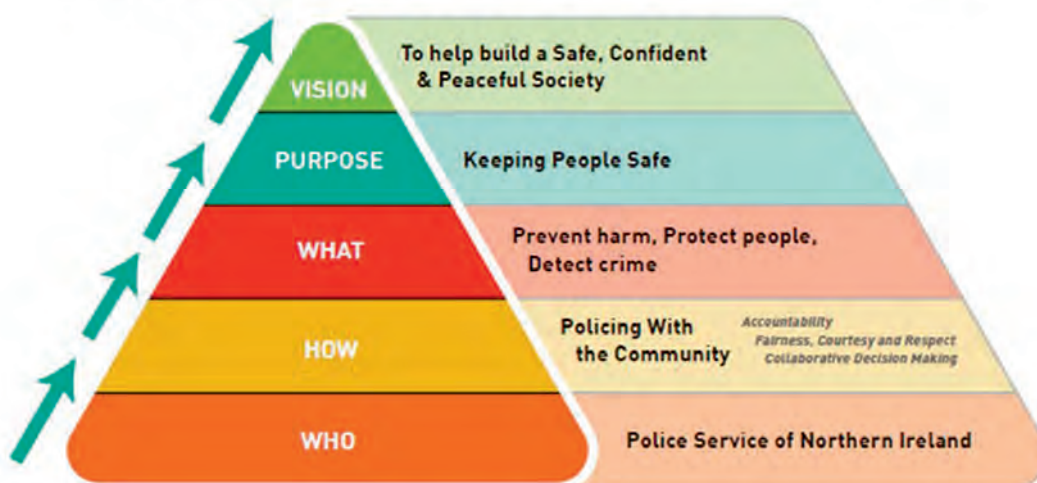 VISION
To help build a Safe, Confident
& Peaceful Society
PURPOSE
Keeping People Safe
WHAT
Prevent harm, Protect people,
Detect crime
HOW
Policing With
the Community
Accountability
Fairness, Courtesy and Respect
Collaborative Decision Making
WHO
Police Service of Northern Ireland